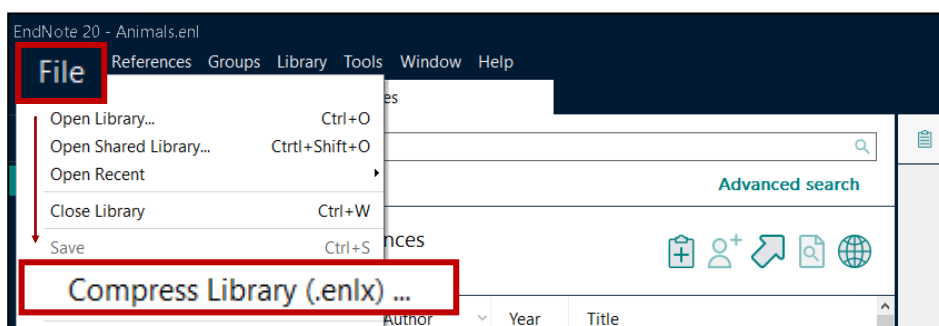 EndNote 20 - Animals.enl
File References Groups Library Tools Window Help
es
Open Library... Ctrl+O
Open Shared Library... Ctrtl+Shift+O
Open Recent
Advanced search
Close Library Ctrl+W
Save Ctrl+S
nces
Compress Library (.enlx) ...
Author Year Title